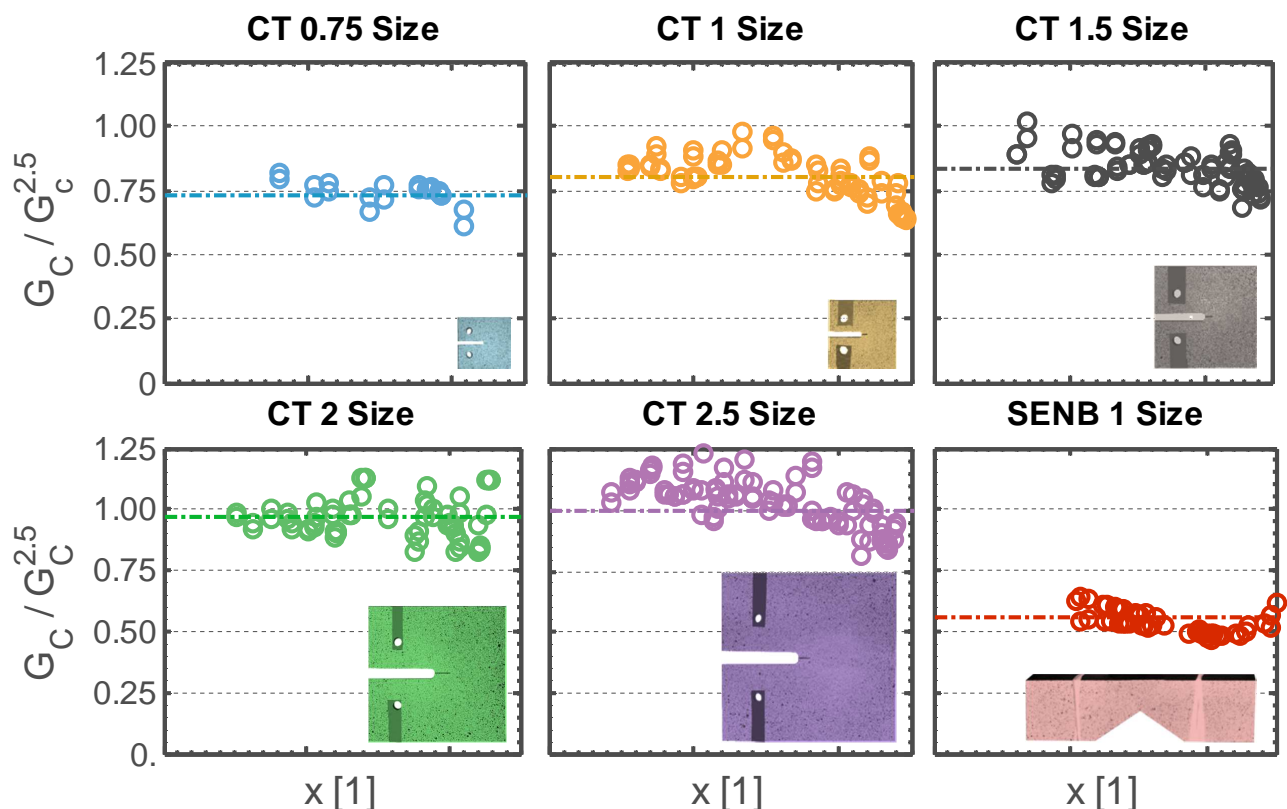 CT 0.75 Size
CT 1 Size
CT 1.5 Size
1.25
1.00
0.75
0.50
0.25
0
G_C / G_c^2.5
CT 2 Size
CT 2.5 Size
SENB 1 Size
1.25
1.00
0.75
0.50
0.25
0.
G_C / G_C^2.5
x [1]
x [1]
x [1]